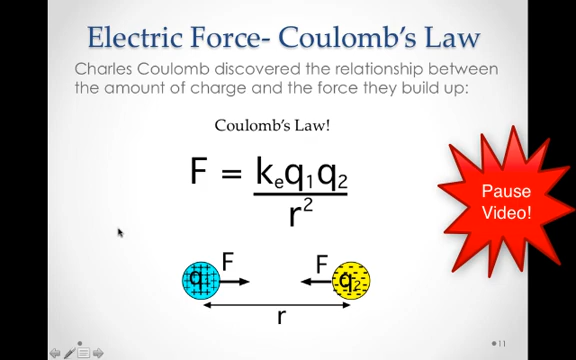 Electric Force- Coulomb's Law
Charles Coulomb discovered the relationship between
the amount of charge and the force they build up:
Coulomb's Law!
F = kₑq₁q₂
r²
Pause
Video!
F
F
q₂
r
11